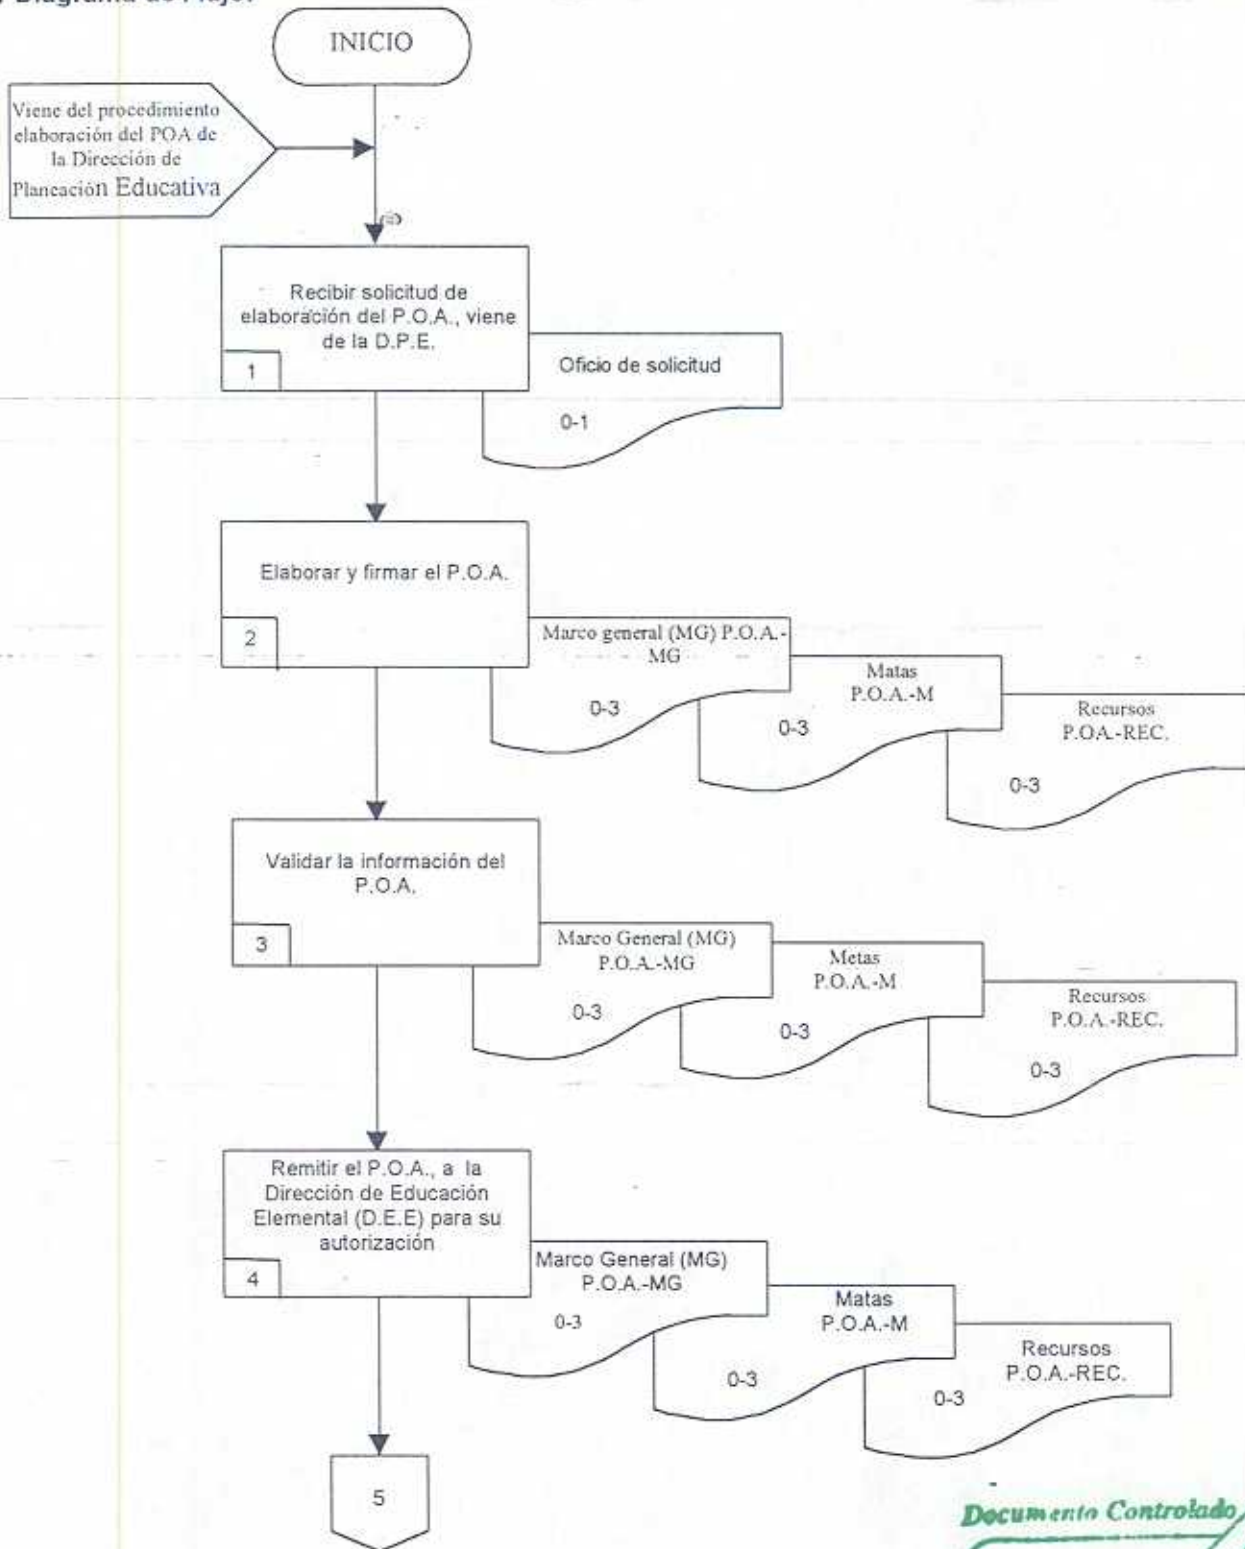 Diagrama de Flujo.
INICIO
Viene del procedimiento
elaboración del POA de
la Dirección de
Planeación Educativa
Recibir solicitud de
elaboración del P.O.A., viene
de la D.P.E.
1
Oficio de solicitud
0-1
Elaborar y firmar el P.O.A.
2
Marco general (MG) P.O.A.-
MG
0-3
Matas
P.O.A.-M
0-3
Recursos
P.OA.-REC.
0-3
Validar la información del
P.O.A.
3
Marco General (MG)
P.O.A.-MG
0-3
Metas
P.O.A.-M
0-3
Recursos
P.O.A.-REC.
0-3
Remitir el P.O.A., a la
Dirección de Educación
Elemental (D.E.E) para su
autorización
4
Marco General (MG)
P.O.A.-MG
0-3
Matas
P.O.A.-M
0-3
Recursos
P.O.A.-REC.
0-3
5
Documento Controlado